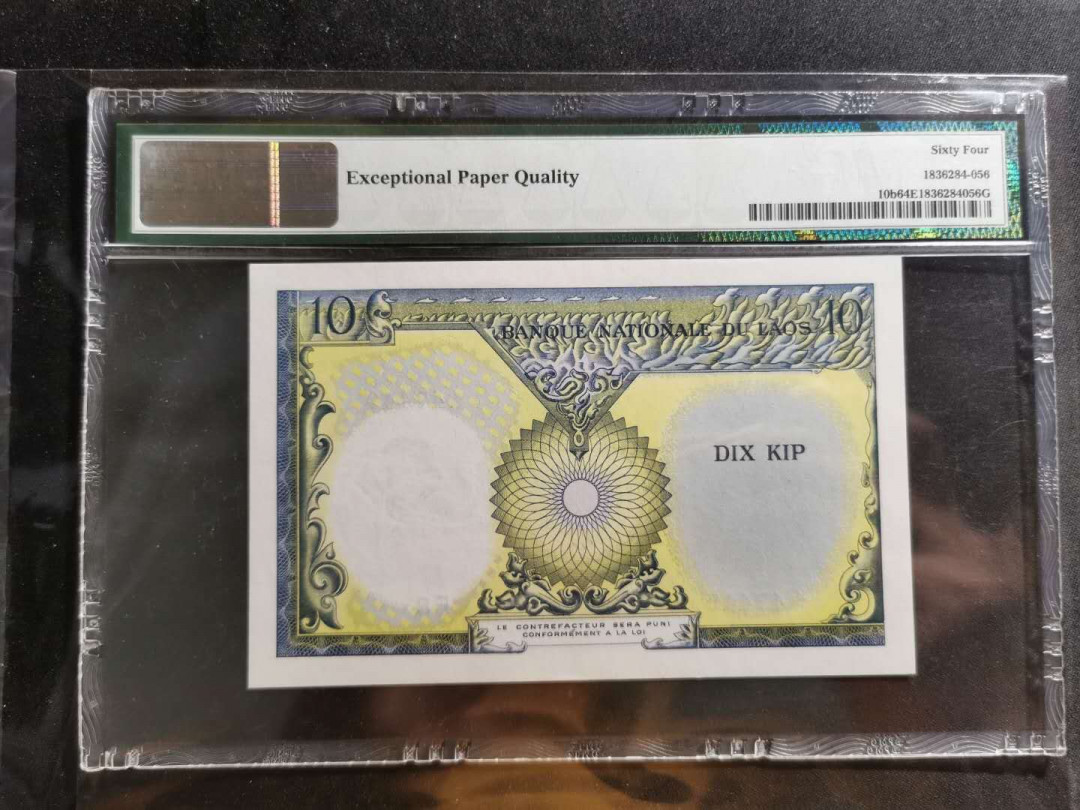 Sixty Four
Exceptional Paper Quality
1836284-056
10b64E1836284056G
10
BANQUE NATIONALE DU LAOS
10
DIX KIP
LE CONTREFACTEUR SERA PUNI
CONFORMÉMENT A LA LOI